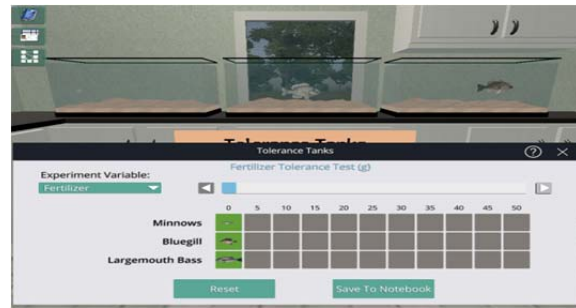 Tolerance Tanks
Tolerance Tanks
Fertilizer Tolerance Test (g)
Experiment Variable:
Fertilizer
0 5 10 15 20 25 30 35 40 45 50
Minnows
Bluegill
Largemouth Bass
Reset
Save To Notebook